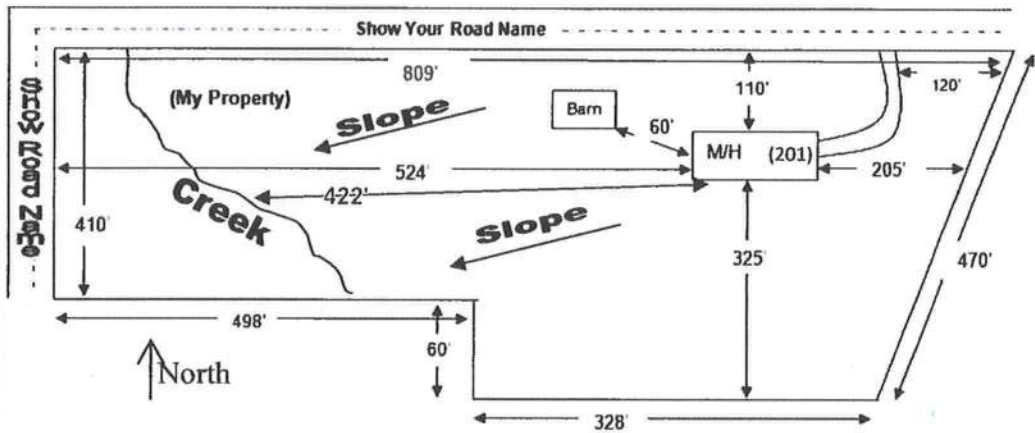 Show Your Road Name
Show Road Name
809'
120'
(My Property)
110'
Slope
Barn
60'
M/H (201)
524'
205'
422'
Creek
410'
Slope
325'
470'
498'
60'
North
328'